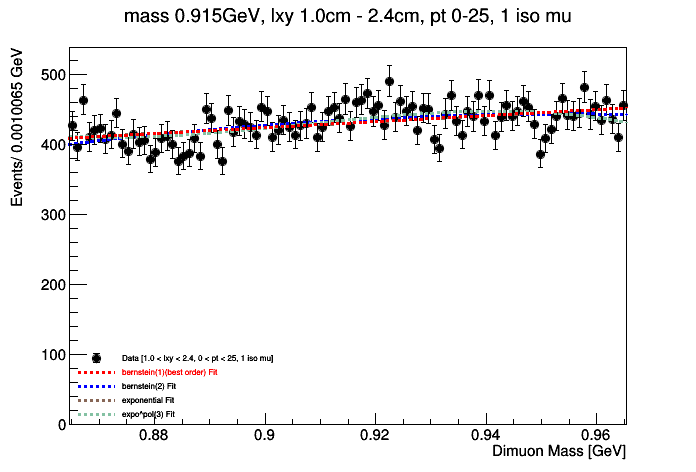 mass 0.915GeV, lxy 1.0cm - 2.4cm, pt 0-25, 1 iso mu
Events/ 0.0010065 GeV
500
400
300
200
100
0
Data [1.0 < lxy < 2.4, 0 < pt < 25, 1 iso mu]
bernstein(1)(best order) Fit
bernstein(2) Fit
exponential Fit
expo*pol(3) Fit
0.88 0.9 0.92 0.94 0.96
Dimuon Mass [GeV]